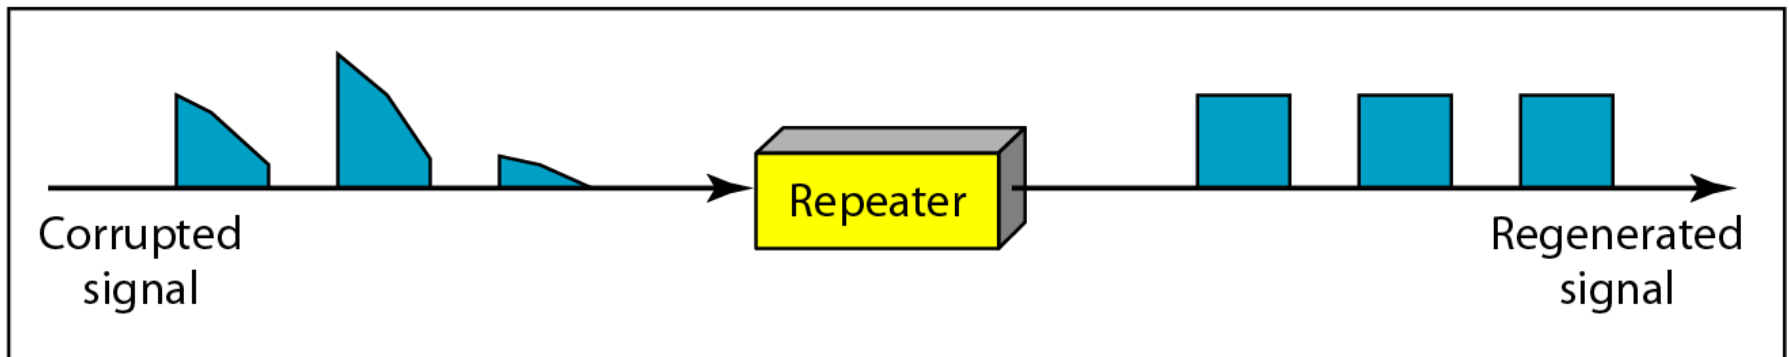 Repeater
Corrupted
signal
Regenerated
signal